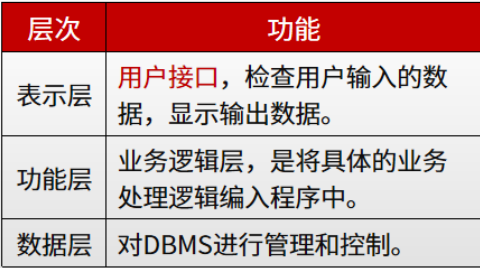 层次 功能
表示层 用户接口，检查用户输入的数
据，显示输出数据。
功能层 业务逻辑层，是将具体的业务
处理逻辑编入程序中。
数据层 对DBMS进行管理和控制。